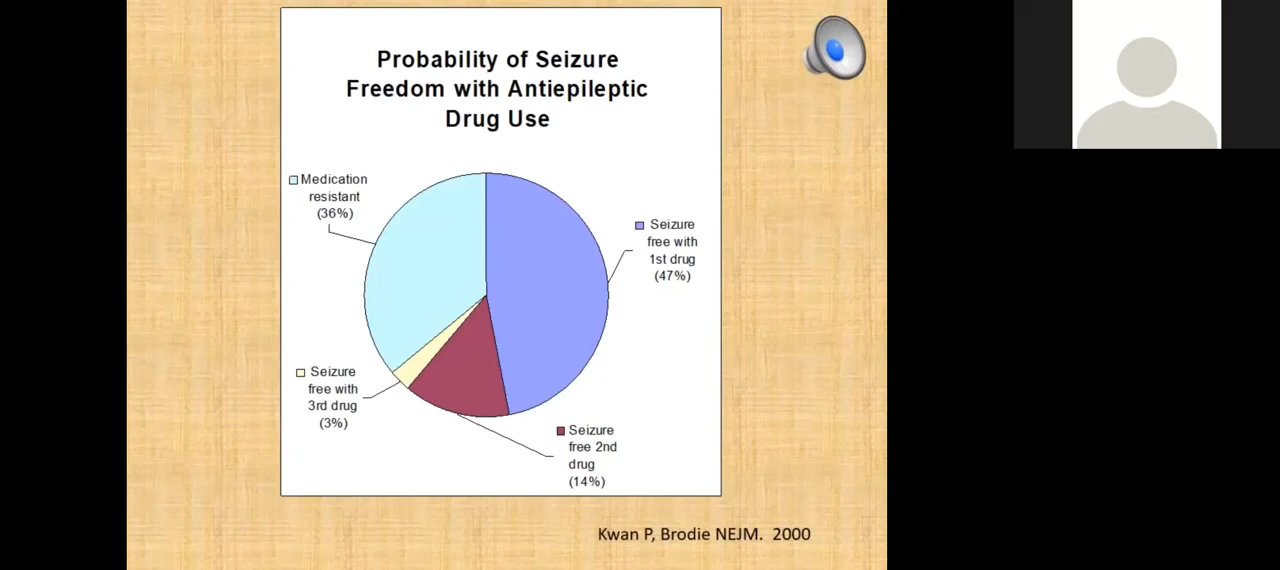 Probability of Seizure
Freedom with Antiepileptic
Drug Use
Medication
resistant
(36%)
Seizure
free with
1st drug
(47%)
Seizure
free with
3rd drug
(3%)
Seizure
free 2nd
drug
(14%)
Kwan P, Brodie NEJM. 2000